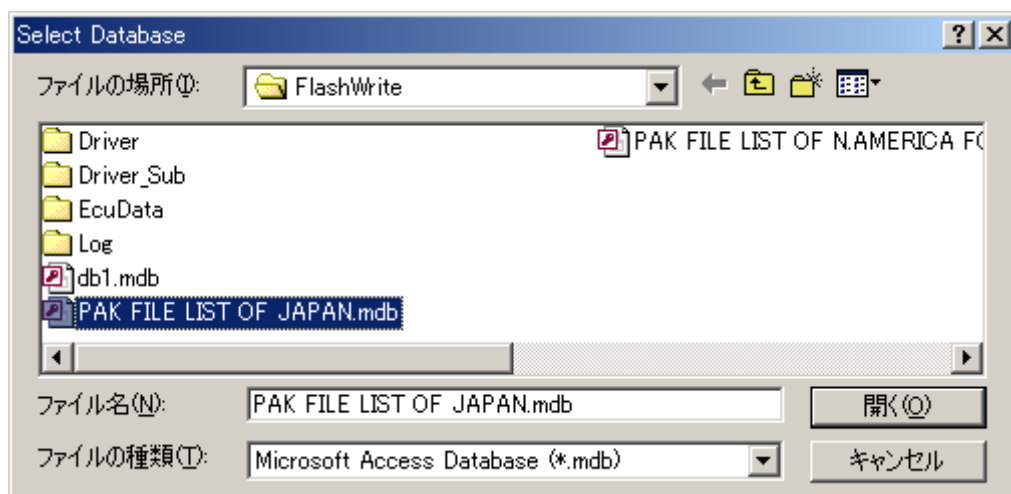 Select Database
ファイルの場所(I):
FlashWrite
Driver
Driver_Sub
EcuData
Log
db1.mdb
PAK FILE LIST OF JAPAN.mdb
PAK FILE LIST OF N.AMERICA
ファイル名(N):
PAK FILE LIST OF JAPAN.mdb
開く(O)
ファイルの種類(T):
Microsoft Access Database (*.mdb)
キャンセル